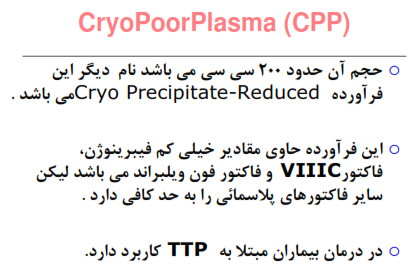 CryoPoorPlasma (CPP)
حجم آن حدود ۲۰۰ سی سی می باشد نام دیگر این
فرآورده Cryo Precipitate-Reducedمی باشد .
این فرآورده حاوی مقادیر خیلی کم فیبرینوژن،
فاکتورVIIIC و فاکتور فون ویلبراند می باشد لیکن
سایر فاکتورهای پلاسمائی را به حد کافی دارد .
در درمان بیماران مبتلا به TTP کاربرد دارد.